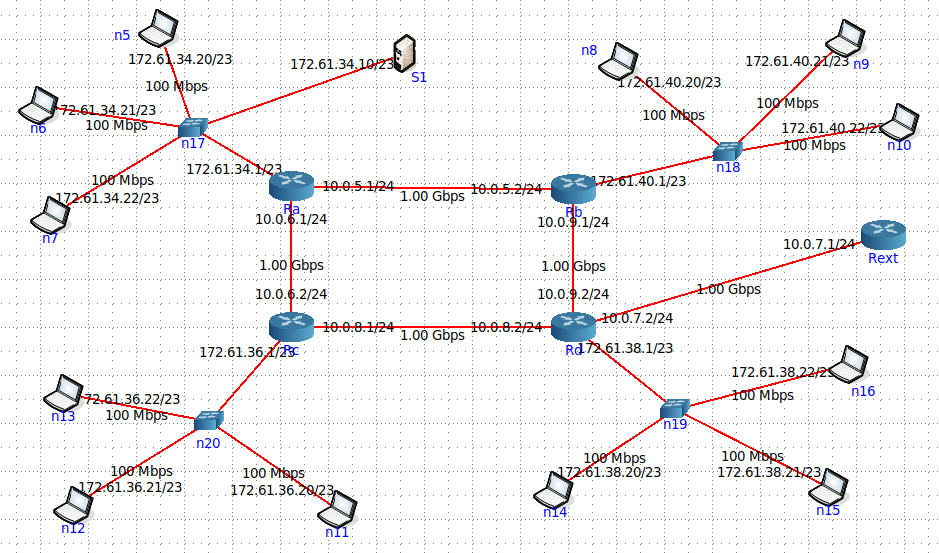 n5
172.61.34.20/23
100 Mbps
172.61.34.10/23
S1
n6
72.61.34.21/23
100 Mbps
n17
100 Mbps
172.61.34.22/23
n7
172.61.34.1/23
Ra
10.0.5.1/24
1.00 Gbps
10.0.5.2/24
Rb
172.61.40.1/23
n8
172.61.40.20/23
100 Mbps
172.61.40.21/23
n9
100 Mbps
172.61.40.22/23
100 Mbps
n10
n18
10.0.6.1/24
1.00 Gbps
10.0.6.2/24
10.0.9.1/24
1.00 Gbps
10.0.9.2/24
10.0.7.1/24
Rext
1.00 Gbps
10.0.7.2/24
Rc
10.0.8.1/24
1.00 Gbps
10.0.8.2/24
Rd
172.61.36.1/23
172.61.38.1/23
72.61.36.22/23
n13
100 Mbps
n20
100 Mbps
172.61.36.21/23
n12
100 Mbps
172.61.36.20/23
n11
172.61.38.22/23
n16
100 Mbps
n19
100 Mbps
172.61.38.20/23
n14
100 Mbps
172.61.38.21/23
n15